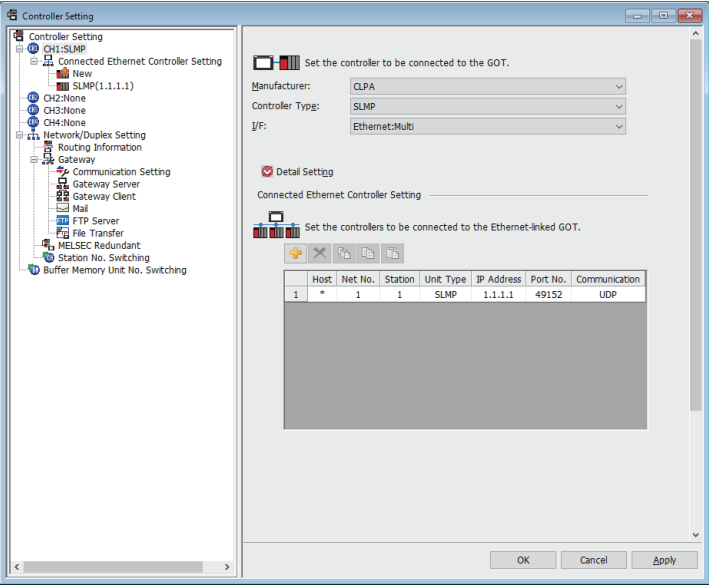 Controller Setting
Controller Setting
CH1:SLMP
Connected Ethernet Controller Setting
New
SLMP(1.1.1.1)
CH2:None
CH3:None
CH4:None
Network/Duplex Setting
Routing Information
Gateway
Communication Setting
Gateway Server
Gateway Client
Mail
FTP Server
File Transfer
MELSEC Redundant
Station No. Switching
Buffer Memory Unit No. Switching
Set the controller to be connected to the GOT.
Manufacturer: CLPA
Controller Type: SLMP
I/F: Ethernet:Multi
Detail Setting
Connected Ethernet Controller Setting
Set the controllers to be connected to the Ethernet-linked GOT.
Host Net No. Station Unit Type IP Address Port No. Communication
1 * 1 1 SLMP 1.1.1.1 49152 UDP
OK Cancel Apply